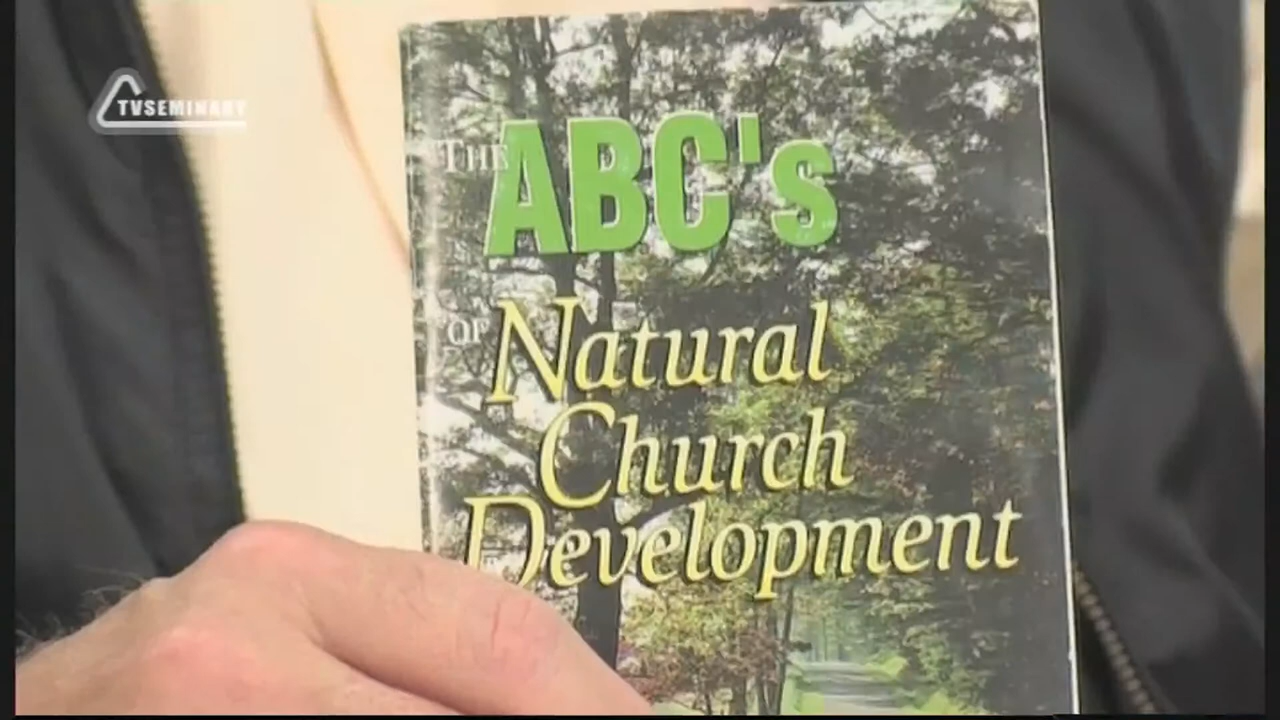 TVSEMINARY
THE ABC's
OF Natural
Church
Development